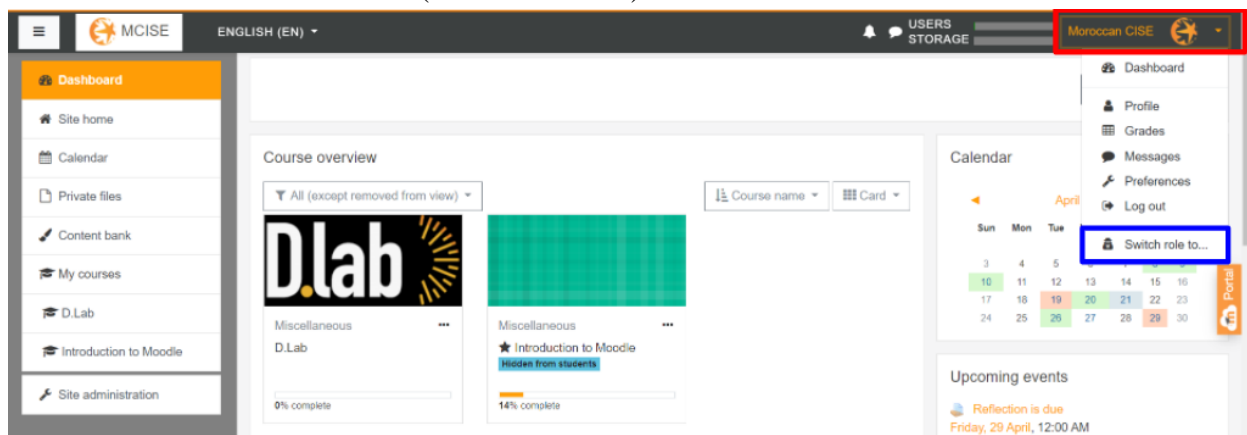 MCISE
ENGLISH (EN)
USERS
STORAGE
Moroccan CISE
Dashboard
Site home
Calendar
Private files
Content bank
My courses
D.Lab
Introduction to Moodle
Site administration
Course overview
All (except removed from view)
Course name
Card
D.lab
Miscellaneous ...
D.Lab
0% complete
Miscellaneous ...
Introduction to Moodle
Hidden from students
14% complete
Calendar
April
Sun Mon Tue
3 4 5
10 11 12 13 14 15 16
17 18 19 20 21 22 23
24 25 26 27 28 29 30
Upcoming events
Reflection is due
Friday, 29 April, 12:00 AM
Dashboard
Profile
Grades
Messages
Preferences
Log out
Switch role to...
Portal